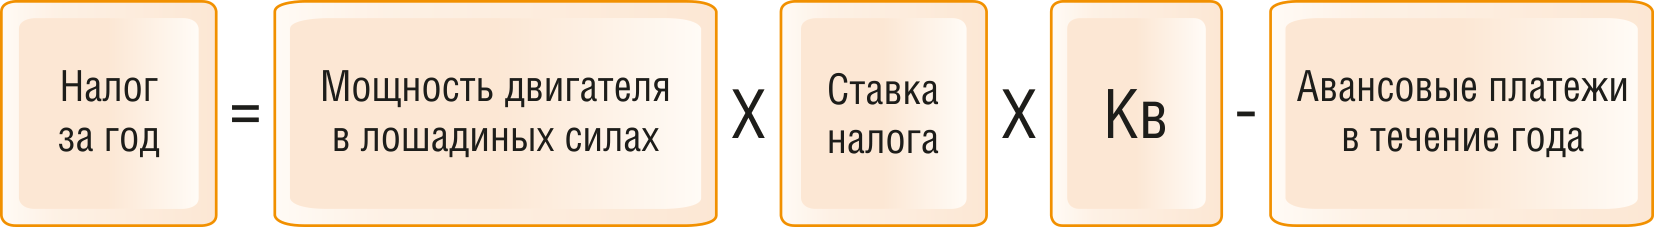 Налог
за год
=
Мощность двигателя
в лошадиных силах
X
Ставка
налога
X
Кв
-
Авансовые платежи
в течение года